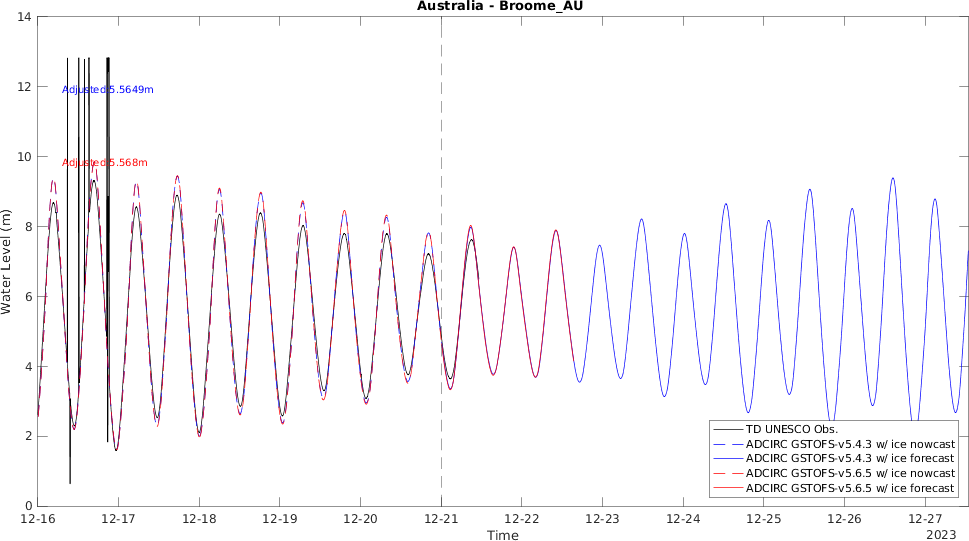 Australia - Broome_AU
14
12
10
8
6
4
2
0
Water Level (m)
Adjusted 5.5649m
Adjusted 5.568m
TD UNESCO Obs.
ADCIRC GSTOFS-v5.4.3 w/ ice nowcast
ADCIRC GSTOFS-v5.4.3 w/ ice forecast
ADCIRC GSTOFS-v5.6.5 w/ ice nowcast
ADCIRC GSTOFS-v5.6.5 w/ ice forecast
12-16 12-17 12-18 12-19 12-20 12-21 12-22 12-23 12-24 12-25 12-26 12-27
Time
2023